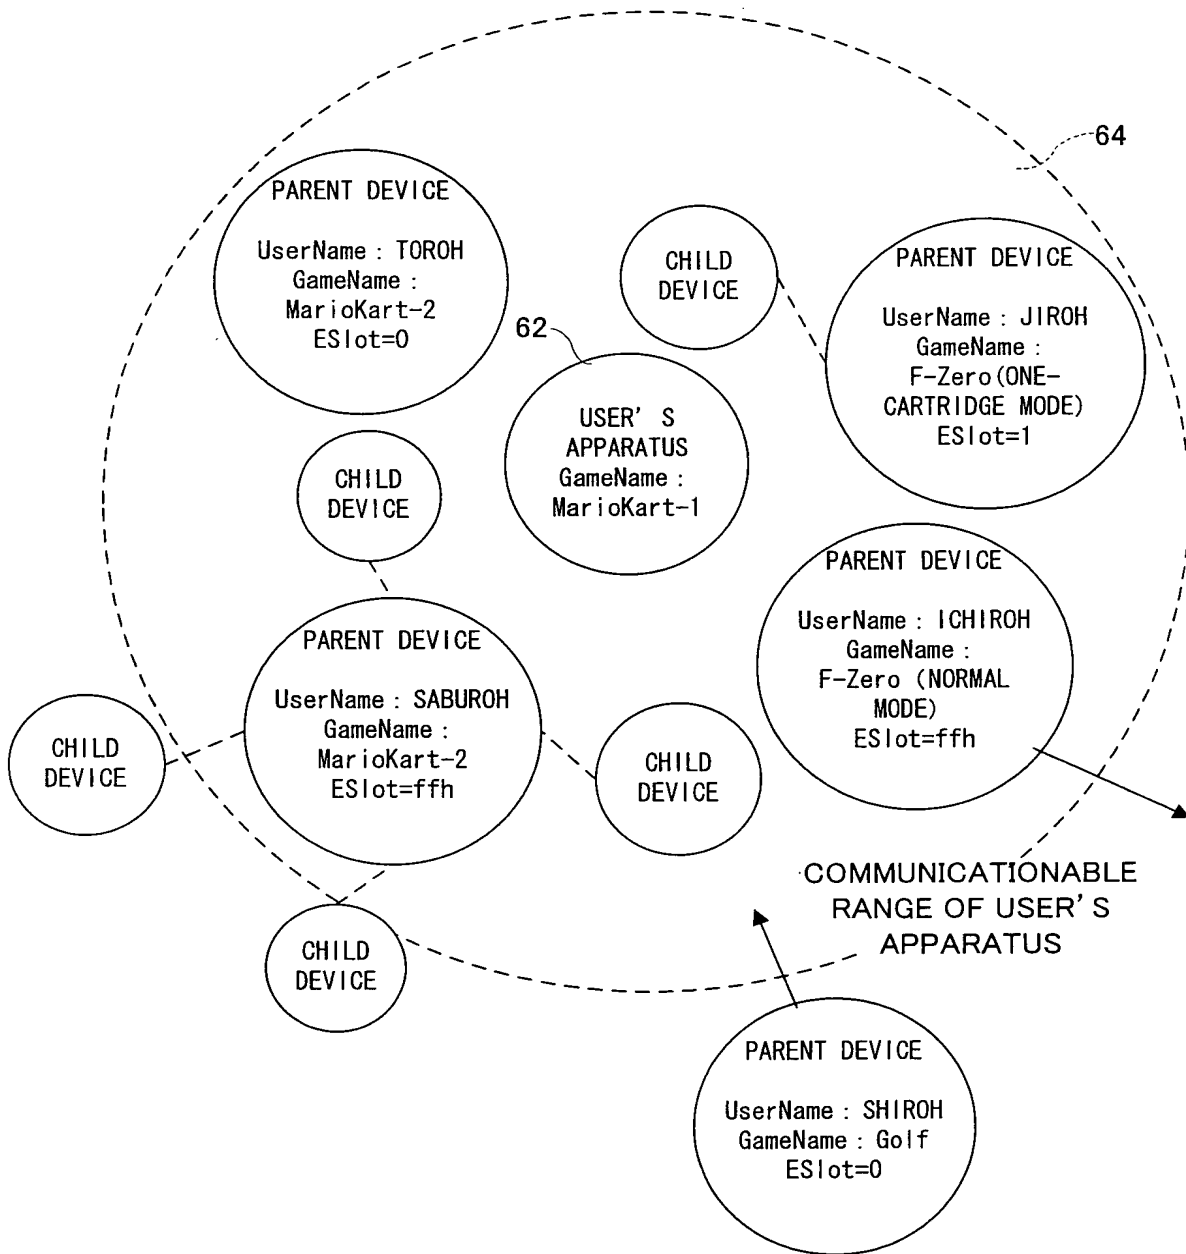 64
PARENT DEVICE
UserName : TOROH
GameName :
MarioKart-2
ESlot=0
CHILD
DEVICE
PARENT DEVICE
UserName : JIROH
GameName :
F-Zero(ONE-
CARTRIDGE MODE)
ESlot=1
62
USER'S
APPARATUS
GameName :
MarioKart-1
CHILD
DEVICE
PARENT DEVICE
UserName : ICHIROH
GameName :
F-Zero (NORMAL
MODE)
ESlot=ffh
PARENT DEVICE
UserName : SABUROH
GameName :
MarioKart-2
ESlot=ffh
CHILD
DEVICE
CHILD
DEVICE
CHILD
DEVICE
COMMUNICATIONABLE
RANGE OF USER'S
APPARATUS
PARENT DEVICE
UserName : SHIROH
GameName : Golf
ESlot=0